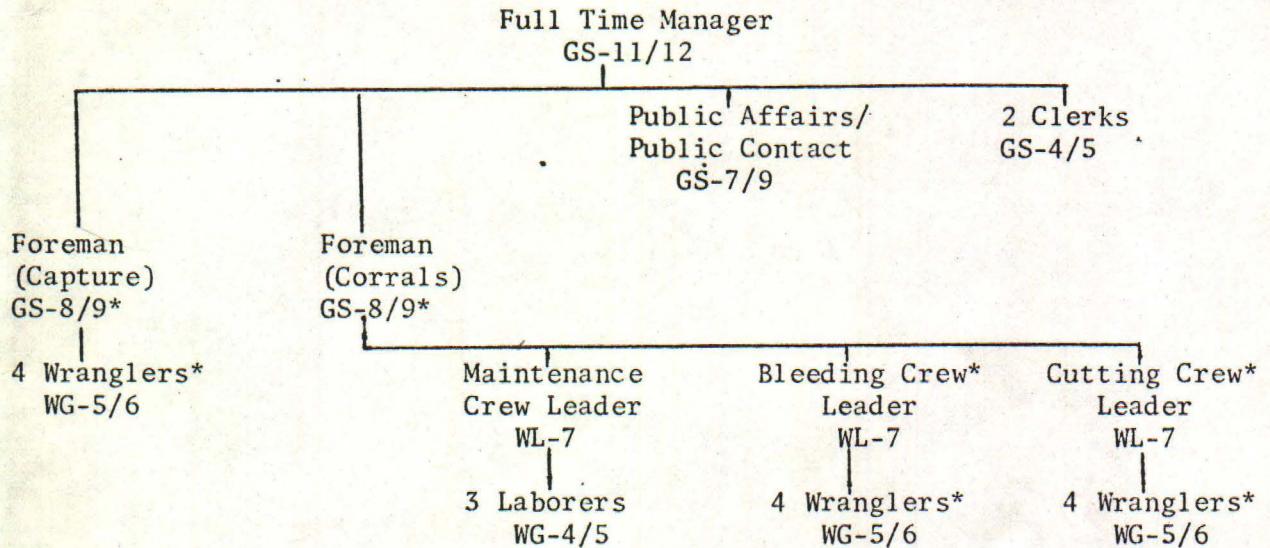 Full Time Manager
GS-11/12
Public Affairs/
Public Contact
GS-7/9
2 Clerks
GS-4/5
Foreman
(Capture)
GS-8/9*
Foreman
(Corrals)
GS-8/9*
4 Wranglers*
WG-5/6
Maintenance
Crew Leader
WL-7
Bleeding Crew*
Leader
WL-7
Cutting Crew*
Leader
WL-7
3 Laborers
WG-4/5
4 Wranglers*
WG-5/6
4 Wranglers*
WG-5/6